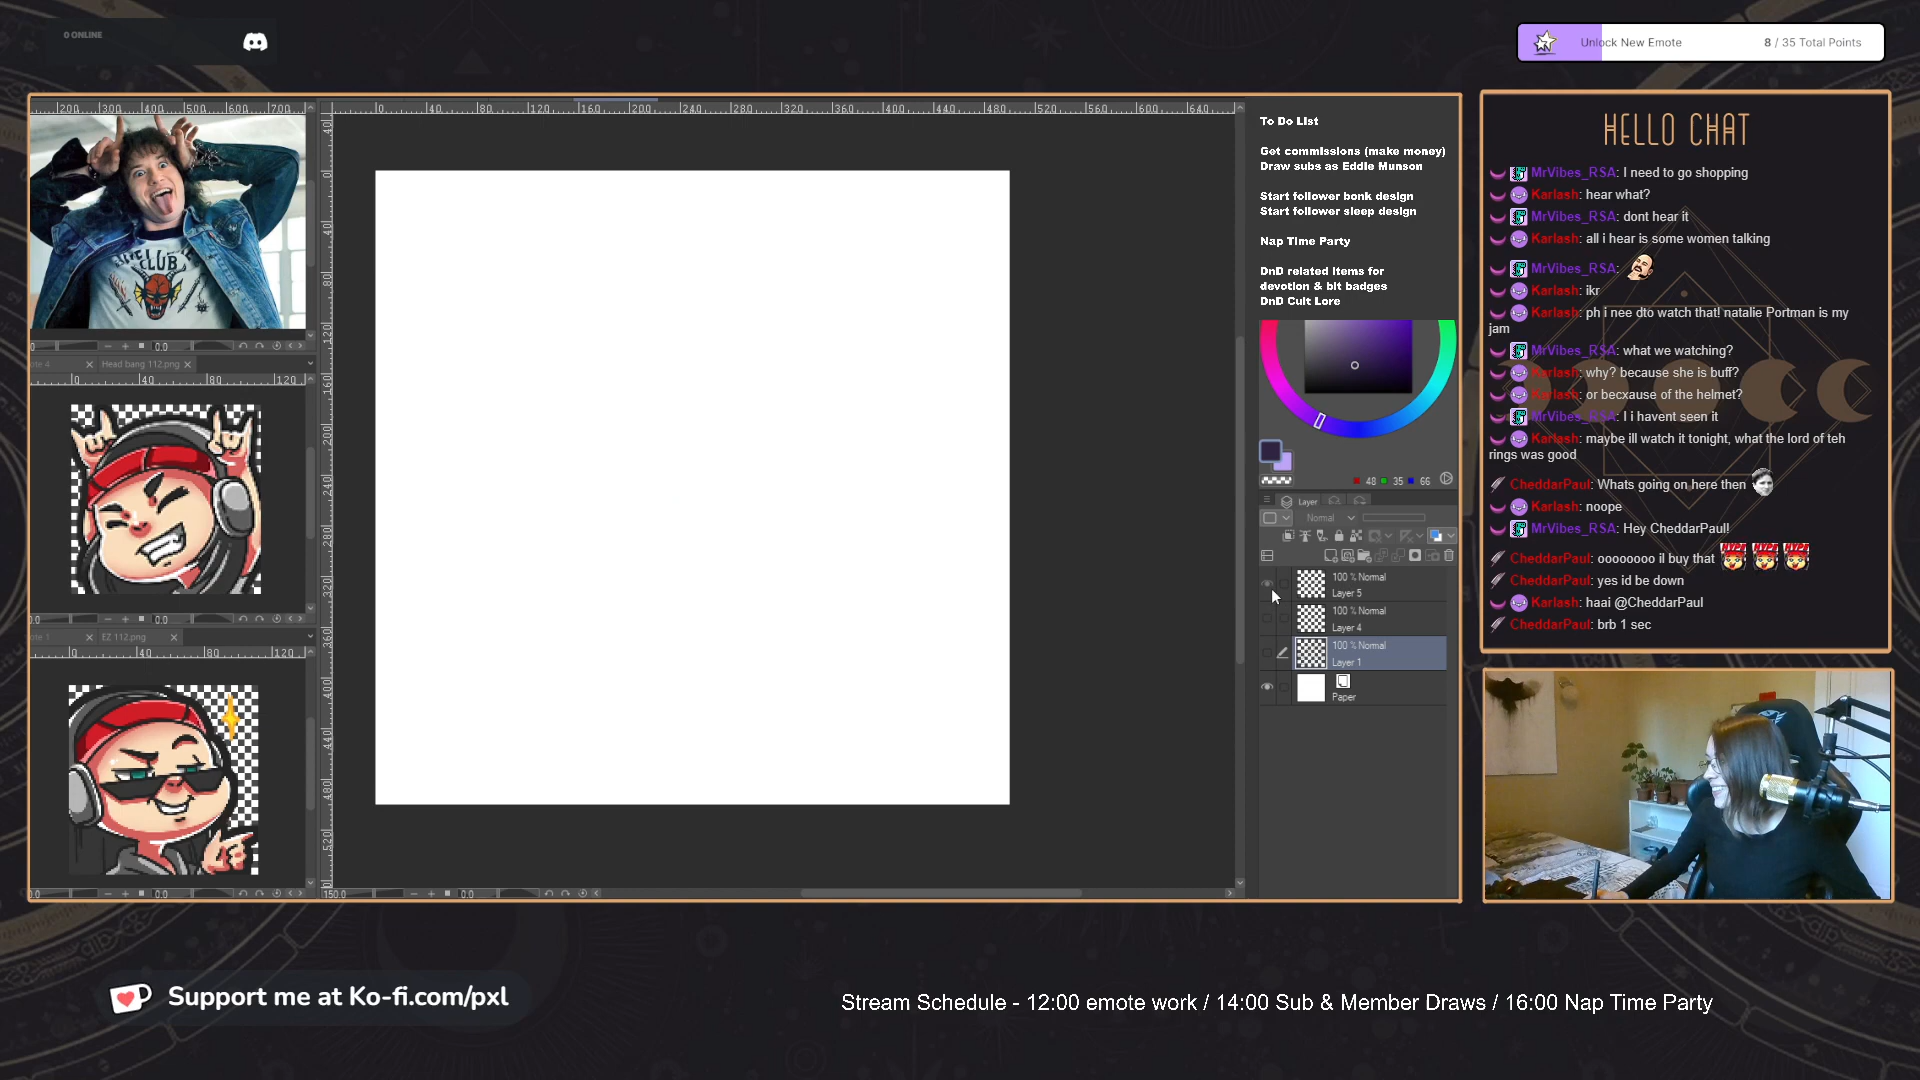 0 ONLINE
Unlock New Emote
8 / 35 Total Points
To Do List
Get commissions (make money)
Draw subs as Eddie Munson
Start follower bonk design
Start follower sleep design
Nap Time Party
DnD related items for
devotion & bit badges
DnD Cult Lore
48 35 66
Layer
Normal
100 % Normal
Layer 5
100 % Normal
Layer 4
100 % Normal
Layer 1
Paper
CLUB
Head bang 112.png
EZ 112.png
HELLO CHAT
MrVibes_RSA: I need to go shopping
Karlash: hear what?
MrVibes_RSA: dont hear it
Karlash: all i hear is some women talking
MrVibes_RSA:
Karlash: ikr
Karlash: ph i nee dto watch that! natalie Portman is my
jam
MrVibes_RSA: what we watching?
Karlash: why? because she is buff?
Karlash: or becxause of the helmet?
MrVibes_RSA: I i havent seen it
Karlash: maybe ill watch it tonight, what the lord of teh
rings was good
CheddarPaul: Whats going on here then
Karlash: noope
MrVibes_RSA: Hey CheddarPaul!
CheddarPaul: oooooooo il buy that
CheddarPaul: yes id be down
Karlash: haai @CheddarPaul
CheddarPaul: brb 1 sec
Support me at Ko-fi.com/pxl
Stream Schedule - 12:00 emote work / 14:00 Sub & Member Draws / 16:00 Nap Time Party